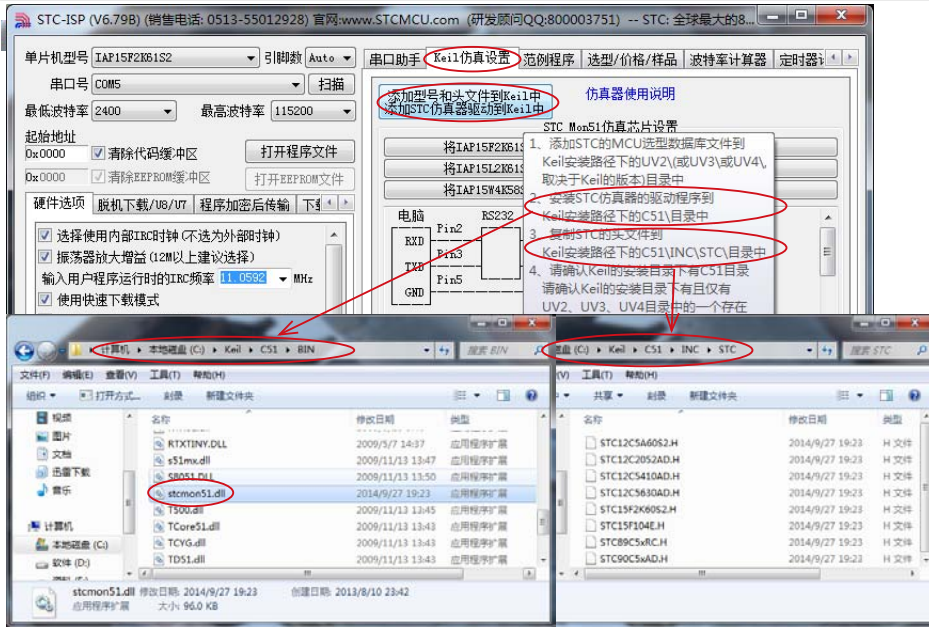 STC-ISP (V6.79B) (销售电话: 0513-55012928) 官网:www.STCMCU.com (研发顾问QQ:800003751) -- STC: 全球最大的8...
单片机型号 IAP15F2K61S2 引脚数 Auto
串口号 COM5 扫描
最低波特率 2400 最高波特率 115200
起始地址
0x0000 清除代码缓冲区 打开程序文件
0x0000 清除EEPROM缓冲区 打开EEPROM文件
硬件选项 脱机下载/U8/U7 程序加密后传输
选择使用内部IRC时钟(不选为外部时钟)
振荡器放大增益(12M以上建议选择)
输入用户程序运行时的IRC频率 11.0592 MHz
使用快速下载模式
串口助手 Keil仿真设置 范例程序 选型/价格/样品 波特率计算器 定时器
添加型号和头文件到Keil中
添加STC仿真器驱动到Keil中
仿真器使用说明
STC Mon51仿真芯片设置
将IAP15F2K61S
将IAP15L2K61S
将IAP15W4K58S
电脑 RS232
Pin2
RXD
Pin3
TXD
Pin5
GND
1、添加STC的MCU选型数据库文件到
Keil安装路径下的UV2\(或UV3\或UV4\,
取决于Keil的版本)目录中
2、安装STC仿真器的驱动程序到
Keil安装路径下的C51\目录中
3、复制STC的头文件到
Keil安装路径下的C51\INC\STC\目录中
4、请确认Keil的安装目录下有C51目录
请确认Keil的安装目录下有且仅有
UV2、UV3、UV4目录中的一个存在
计算机 本地磁盘 (C:) Keil C51 BIN 搜索 BIN
文件(F) 编辑(E) 查看(V) 工具(T) 帮助(H)
组织 打开方式... 刻录 新建文件夹
视频
图片
文档
迅雷下载
音乐
计算机
本地磁盘 (C:)
软件 (D:)
名称 修改日期 类型
RTXTINY.DLL 2009/5/7 14:37 应用程序扩展
s51mx.dll 2009/11/13 13:47 应用程序扩展
S8051.DLL 2009/11/13 13:50 应用程序扩展
stcmon51.dll 2014/9/27 19:23 应用程序扩展
T500.dll 2009/11/13 13:45 应用程序扩展
TCore51.dll 2009/11/13 13:43 应用程序扩展
TCYG.dll 2009/11/13 13:43 应用程序扩展
TD51.dll 2009/11/13 13:43 应用程序扩展
stcmon51.dll 修改日期: 2014/9/27 19:23 创建日期: 2013/8/10 23:42
应用程序扩展 大小: 96.0 KB
磁盘 (C:) Keil C51 INC STC 搜索 STC
(V) 工具(T) 帮助(H)
共享 刻录 新建文件夹
名称 修改日期 类型
STC12C5A60S2.H 2014/9/27 19:23 H 文件
STC12C2052AD.H 2014/9/27 19:23 H 文件
STC12C5410AD.H 2014/9/27 19:23 H 文件
STC12C5630AD.H 2014/9/27 19:23 H 文件
STC15F2K60S2.H 2014/9/27 19:23 H 文件
STC15F104E.H 2014/9/27 19:23 H 文件
STC89C5xRC.H 2014/9/27 19:23 H 文件
STC90C5xAD.H 2014/9/27 19:23 H 文件